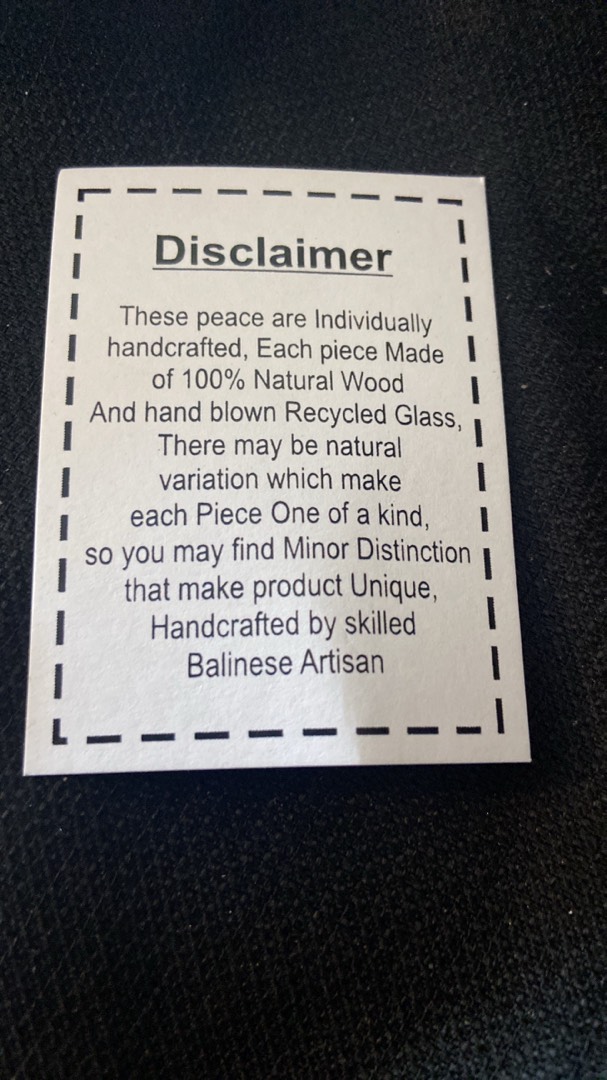 Disclaimer
These peace are Individually
handcrafted, Each piece Made
of 100% Natural Wood
And hand blown Recycled Glass,
There may be natural
variation which make
each Piece One of a kind,
so you may find Minor Distinction
that make product Unique,
Handcrafted by skilled
Balinese Artisan